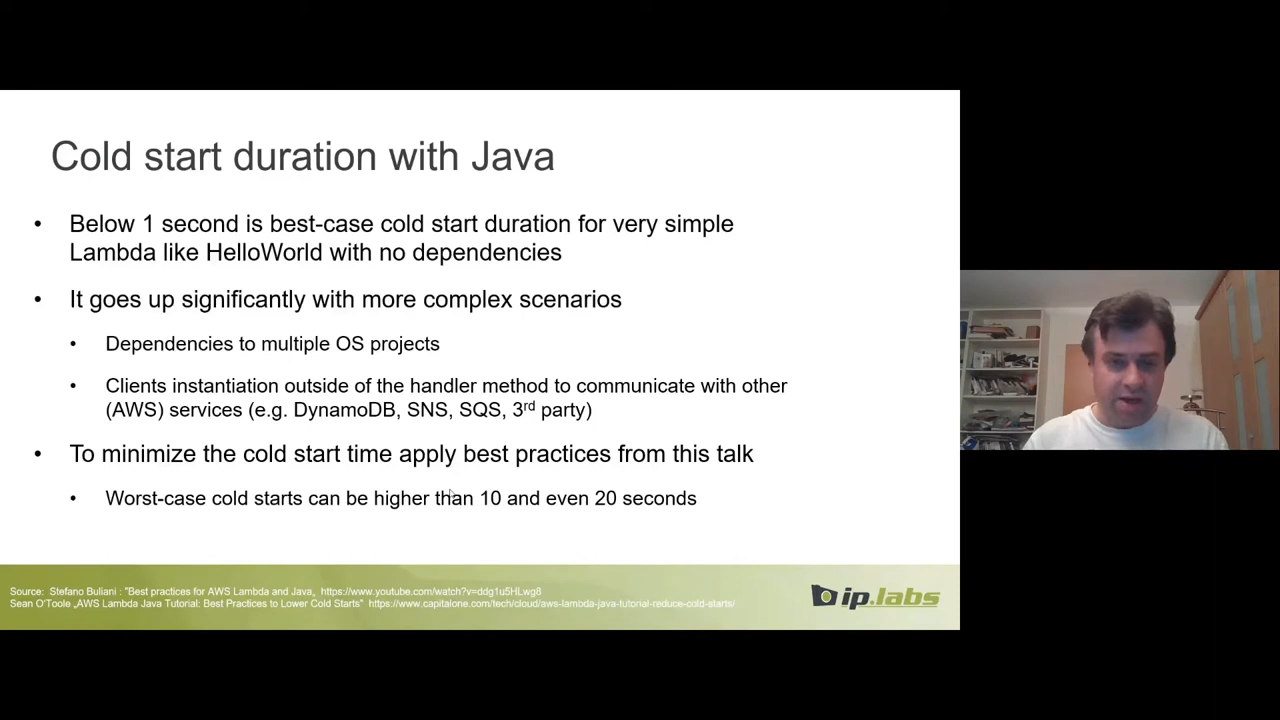 Cold start duration with Java
• Below 1 second is best-case cold start duration for very simple
Lambda like HelloWorld with no dependencies
• It goes up significantly with more complex scenarios
• Dependencies to multiple OS projects
• Clients instantiation outside of the handler method to communicate with other
(AWS) services (e.g. DynamoDB, SNS, SQS, 3rd party)
• To minimize the cold start time apply best practices from this talk
• Worst-case cold starts can be higher than 10 and even 20 seconds
Source: Stefano Buliani : "Best practices for AWS Lambda and Java„ https://www.youtube.com/watch?v=ddg1u5HLwg8
Sean O'Toole „AWS Lambda Java Tutorial: Best Practices to Lower Cold Starts" https://www.capitalone.com/tech/cloud/aws-lambda-java-tutorial-reduce-cold-starts/
ip.labs